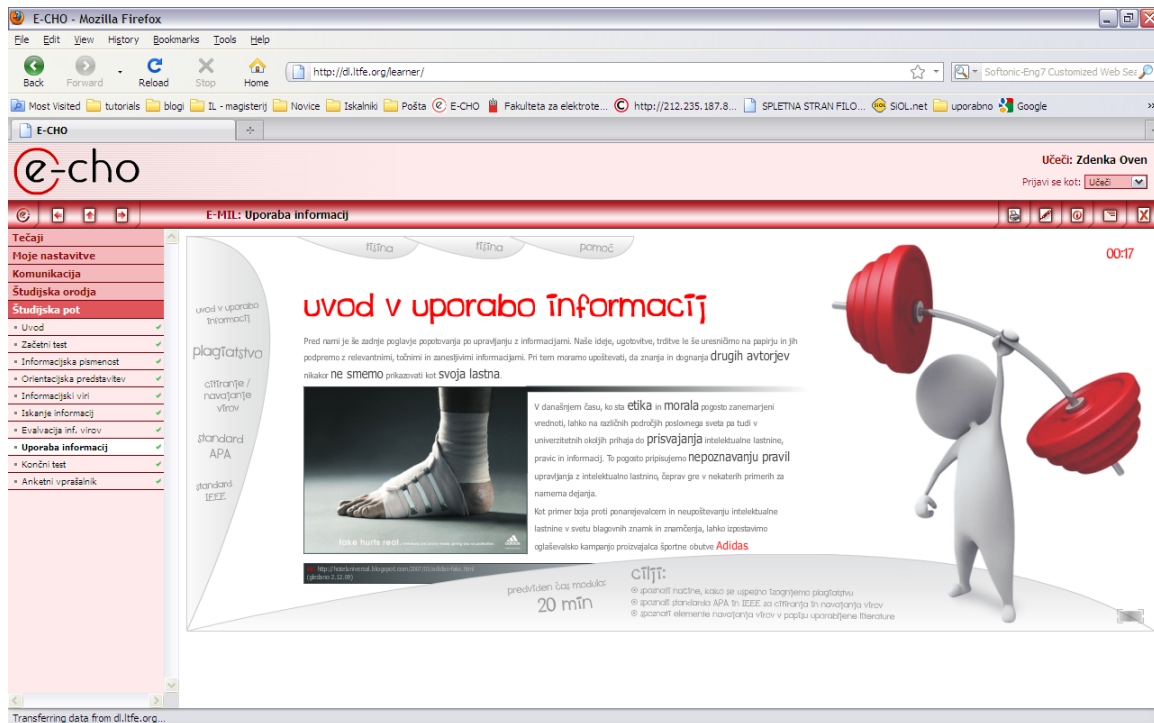 E-CHO - Mozilla Firefox
File Edit View History Bookmarks Tools Help
Back Forward Reload Stop Home
http://dl.ltfe.org/learner/
Softonic-Eng7 Customized Web Sea
Most Visited tutorials blogi IL - magisterij Novice Iskalniki Pošta E-CHO Fakulteta za elektrote... http://212.235.187.8... SPLETNA STRAN FILO... SiOL.net uporabno Google
E-CHO
e-cho
Učeči: Zdenka Oven
Prijavi se kot: Učeči
E-MIL: Uporaba informacij
Tečaji
Moje nastavitve
Komunikacija
Študijska orodja
Študijska pot
Uvod
Začetni test
Informacijska pismenost
Orientacijska predstavitev
Informacijski viri
Iskanje informacij
Evalvacija inf. virov
Uporaba informacij
Končni test
Anketni vprašalnik
tišina tišina pomoč
00:17
uvod v uporabo
informacij
plagiatstvo
citiranje /
navajanje
virov
standard
APA
standard
IEEE
uvod v uporabo informacij
Pred nami je še zadnje poglavje popotovanja po upravljanju z informacijami. Naše ideje, ugotovitve, trditve le še uresničimo na papirju in jih
podpremo z relevantnimi, točnimi in zanesljivimi informacijami. Pri tem moramo upoštevati, da znanja in dognanja drugih avtorjev
nikakor ne smemo prikazovati kot svoja lastna.
V današnjem času, ko sta etika in morala pogosto zanemarjeni
vrednoti, lahko na različnih področjih poslovnega sveta pa tudi v
univerzitetnih okoljih prihaja do prisvajanja intelektualne lastnine,
pravic in informacij. To pogosto pripisujemo nepoznavanju pravil
upravljanja z intelektualno lastnino, čeprav gre v nekaterih primerih za
namerna dejanja.
Kot primer boja proti ponarejevalcem in neupoštevanju intelektualne
lastnine v svetu blagovnih znamk in znamčenja, lahko izpostavimo
oglaševalsko kampanjo proizvajalca športne obutve Adidas.
fake hurts real.
adidas
(gledano 2.12.09)
predviden čas modula:
20 min
cilji:
spoznati načine, kako se uspešno izognjemo plagiatstvu
spoznati standarda APA in IEEE za citiranja in navajanja virov
spoznati elemente navajanja virov v popisu uporabljene literature
Transferring data from dl.ltfe.org...